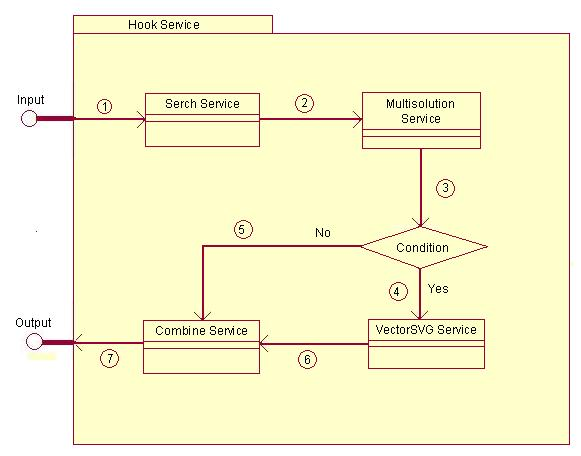 Hook Service
Input
①
Serch Service
②
Multisolution
Service
③
Condition
No
⑤
④
Yes
Output
⑦
Combine Service
⑥
VectorSVG Service